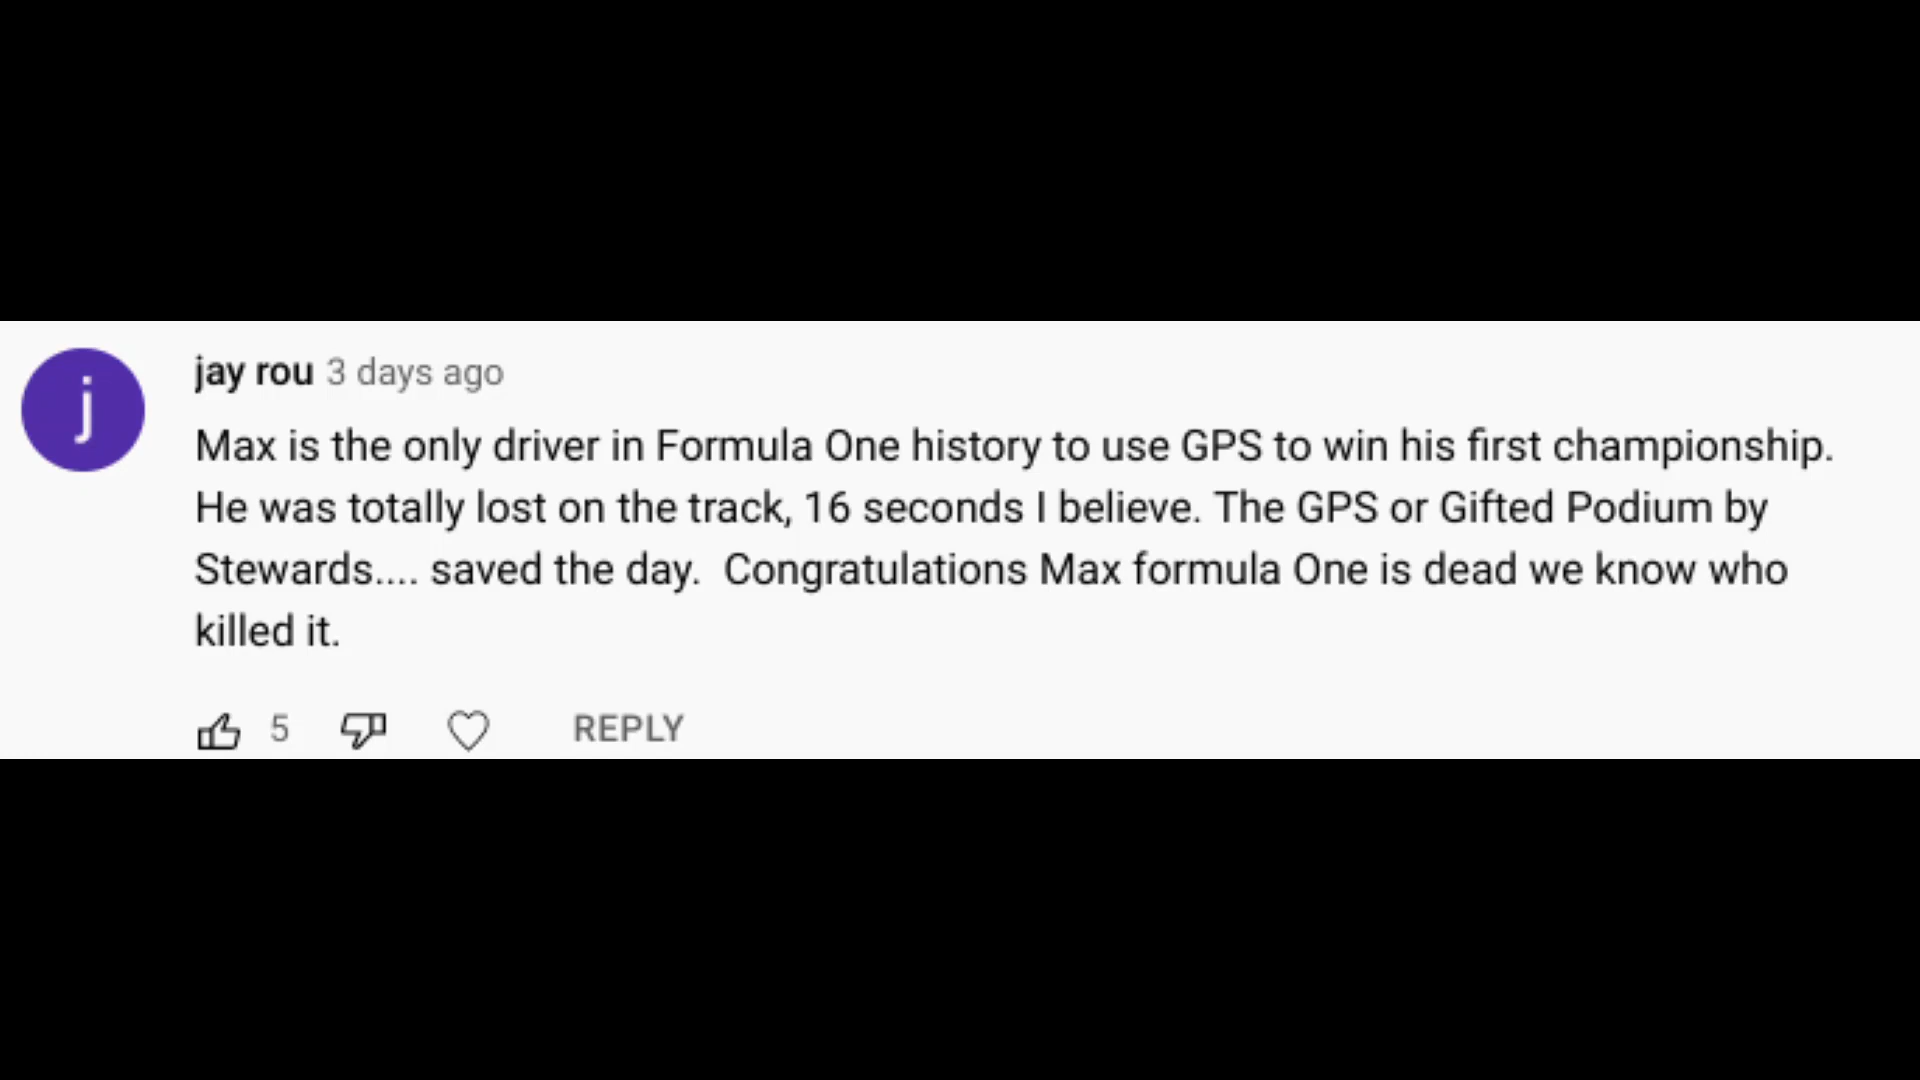 j
jay rou 3 days ago
Max is the only driver in Formula One history to use GPS to win his first championship.
He was totally lost on the track, 16 seconds I believe. The GPS or Gifted Podium by
Stewards.... saved the day.  Congratulations Max formula One is dead we know who
killed it.
5 REPLY